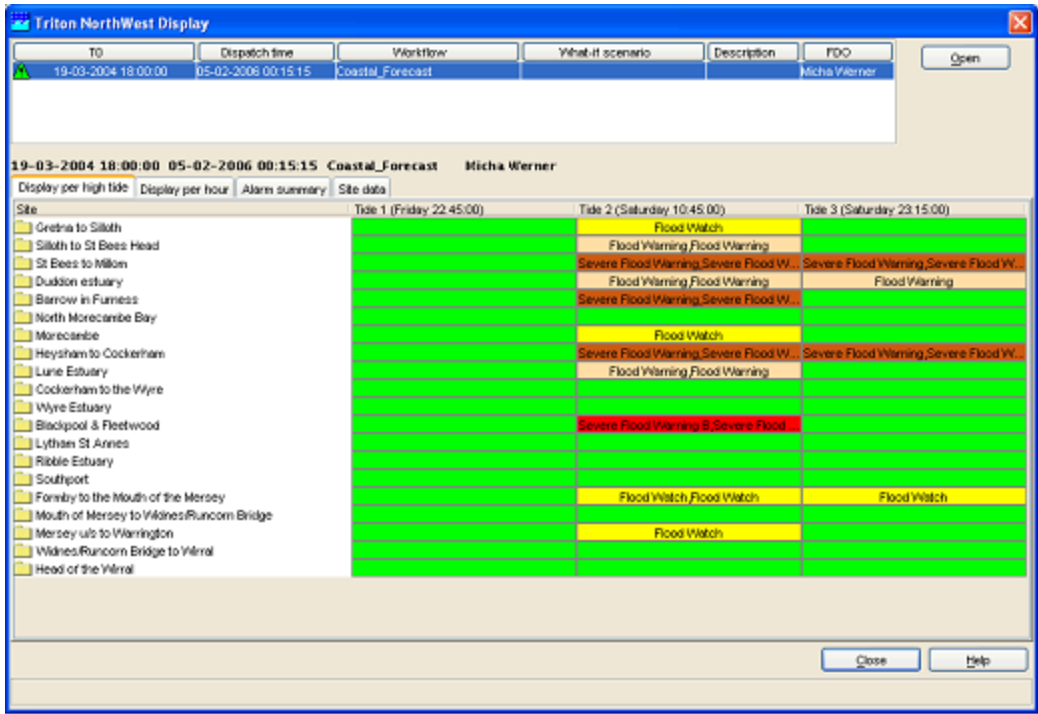 Triton NorthWest Display
T0 Dispatch time Workflow What-if scenario Description FDO
Open
19-03-2004 18:00:00 05-02-2006 00:15:15 Coastal_Forecast Micha Werner
19-03-2004 18:00:00 05-02-2006 00:15:15 Coastal_Forecast Micha Werner
Display per high tide Display per hour Alarm summary Site data
Site Tide 1 (Friday 22:45:00) Tide 2 (Saturday 10:45:00) Tide 3 (Saturday 23:15:00)
Gretna to Silloth Flood Watch
Silloth to St Bees Head Flood Warning,Flood Warning
St Bees to Millom Severe Flood Warning,Severe Flood W... Severe Flood Warning,Severe Flood W...
Duddon estuary Flood Warning,Flood Warning Flood Warning
Barrow in Furness Severe Flood Warning,Severe Flood W...
North Morecambe Bay
Morecambe Flood Watch
Heysham to Cockerham Severe Flood Warning,Severe Flood W... Severe Flood Warning,Severe Flood W...
Lune Estuary Flood Warning,Flood Warning
Cockerham to the Wyre
Wyre Estuary
Blackpool & Fleetwood Severe Flood Warning B,Severe Flood ...
Lytham St Annes
Ribble Estuary
Southport
Formby to the Mouth of the Mersey Flood Watch,Flood Watch Flood Watch
Mouth of Mersey to Widnes/Runcorn Bridge
Mersey u/s to Warrington Flood Watch
Widnes/Runcorn Bridge to Wirral
Head of the Wirral
Close Help